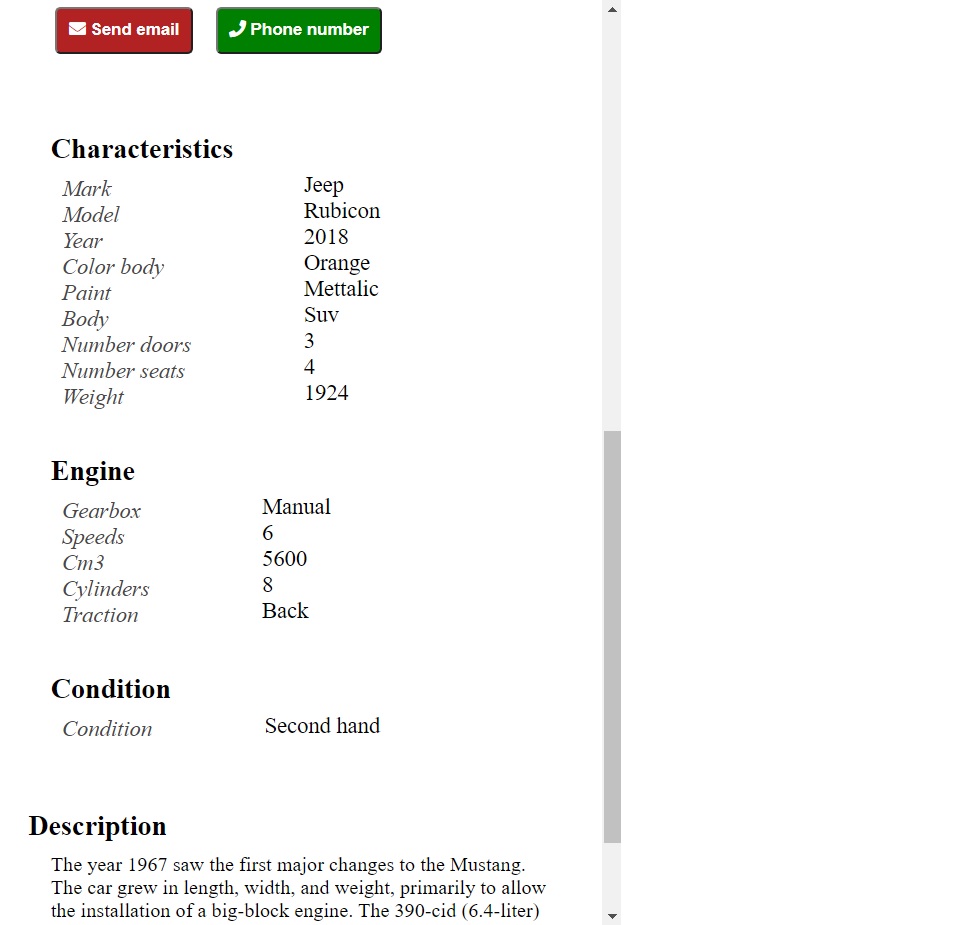 Send email Phone number
Characteristics
Mark Jeep
Model Rubicon
Year 2018
Color body Orange
Paint Mettalic
Body Suv
Number doors 3
Number seats 4
Weight 1924
Engine
Gearbox Manual
Speeds 6
Cm3 5600
Cylinders 8
Traction Back
Condition
Condition Second hand
Description
The year 1967 saw the first major changes to the Mustang.
The car grew in length, width, and weight, primarily to allow
the installation of a big-block engine. The 390-cid (6.4-liter)